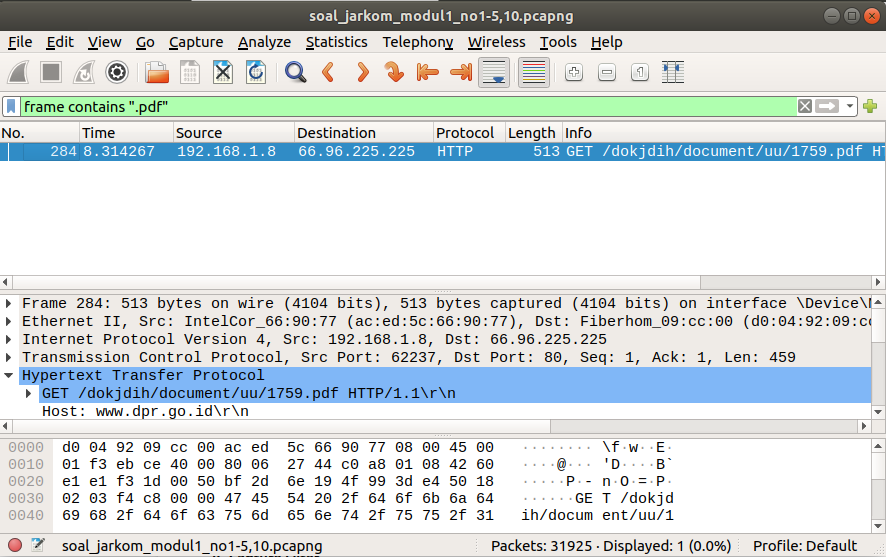 soal_jarkom_modul1_no1-5,10.pcapng
File Edit View Go Capture Analyze Statistics Telephony Wireless Tools Help
frame contains ".pdf"
No. Time Source Destination Protocol Length Info
284 8.314267 192.168.1.8 66.96.225.225 HTTP 513 GET /dokjdih/document/uu/1759.pdf HT
Frame 284: 513 bytes on wire (4104 bits), 513 bytes captured (4104 bits) on interface \Device\N
Ethernet II, Src: IntelCor_66:90:77 (ac:ed:5c:66:90:77), Dst: Fiberhom_09:cc:00 (d0:04:92:09:cc
Internet Protocol Version 4, Src: 192.168.1.8, Dst: 66.96.225.225
Transmission Control Protocol, Src Port: 62237, Dst Port: 80, Seq: 1, Ack: 1, Len: 459
Hypertext Transfer Protocol
GET /dokjdih/document/uu/1759.pdf HTTP/1.1\r\n
Host: www.dpr.go.id\r\n
0000 d0 04 92 09 cc 00 ac ed 5c 66 90 77 08 00 45 00 ········ \f·w··E·
0010 01 f3 eb ce 40 00 80 06 27 44 c0 a8 01 08 42 60 ····@··· 'D····B`
0020 e1 e1 f3 1d 00 50 bf 2d 6e 19 4f 99 3d e4 50 18 ·····P·- n·O·=·P·
0030 02 03 f4 c8 00 00 47 45 54 20 2f 64 6f 6b 6a 64 ······GE T /dokjd
0040 69 68 2f 64 6f 63 75 6d 65 6e 74 2f 75 75 2f 31 ih/docum ent/uu/1
soal_jarkom_modul1_no1-5,10.pcapng Packets: 31925 · Displayed: 1 (0.0%) Profile: Default